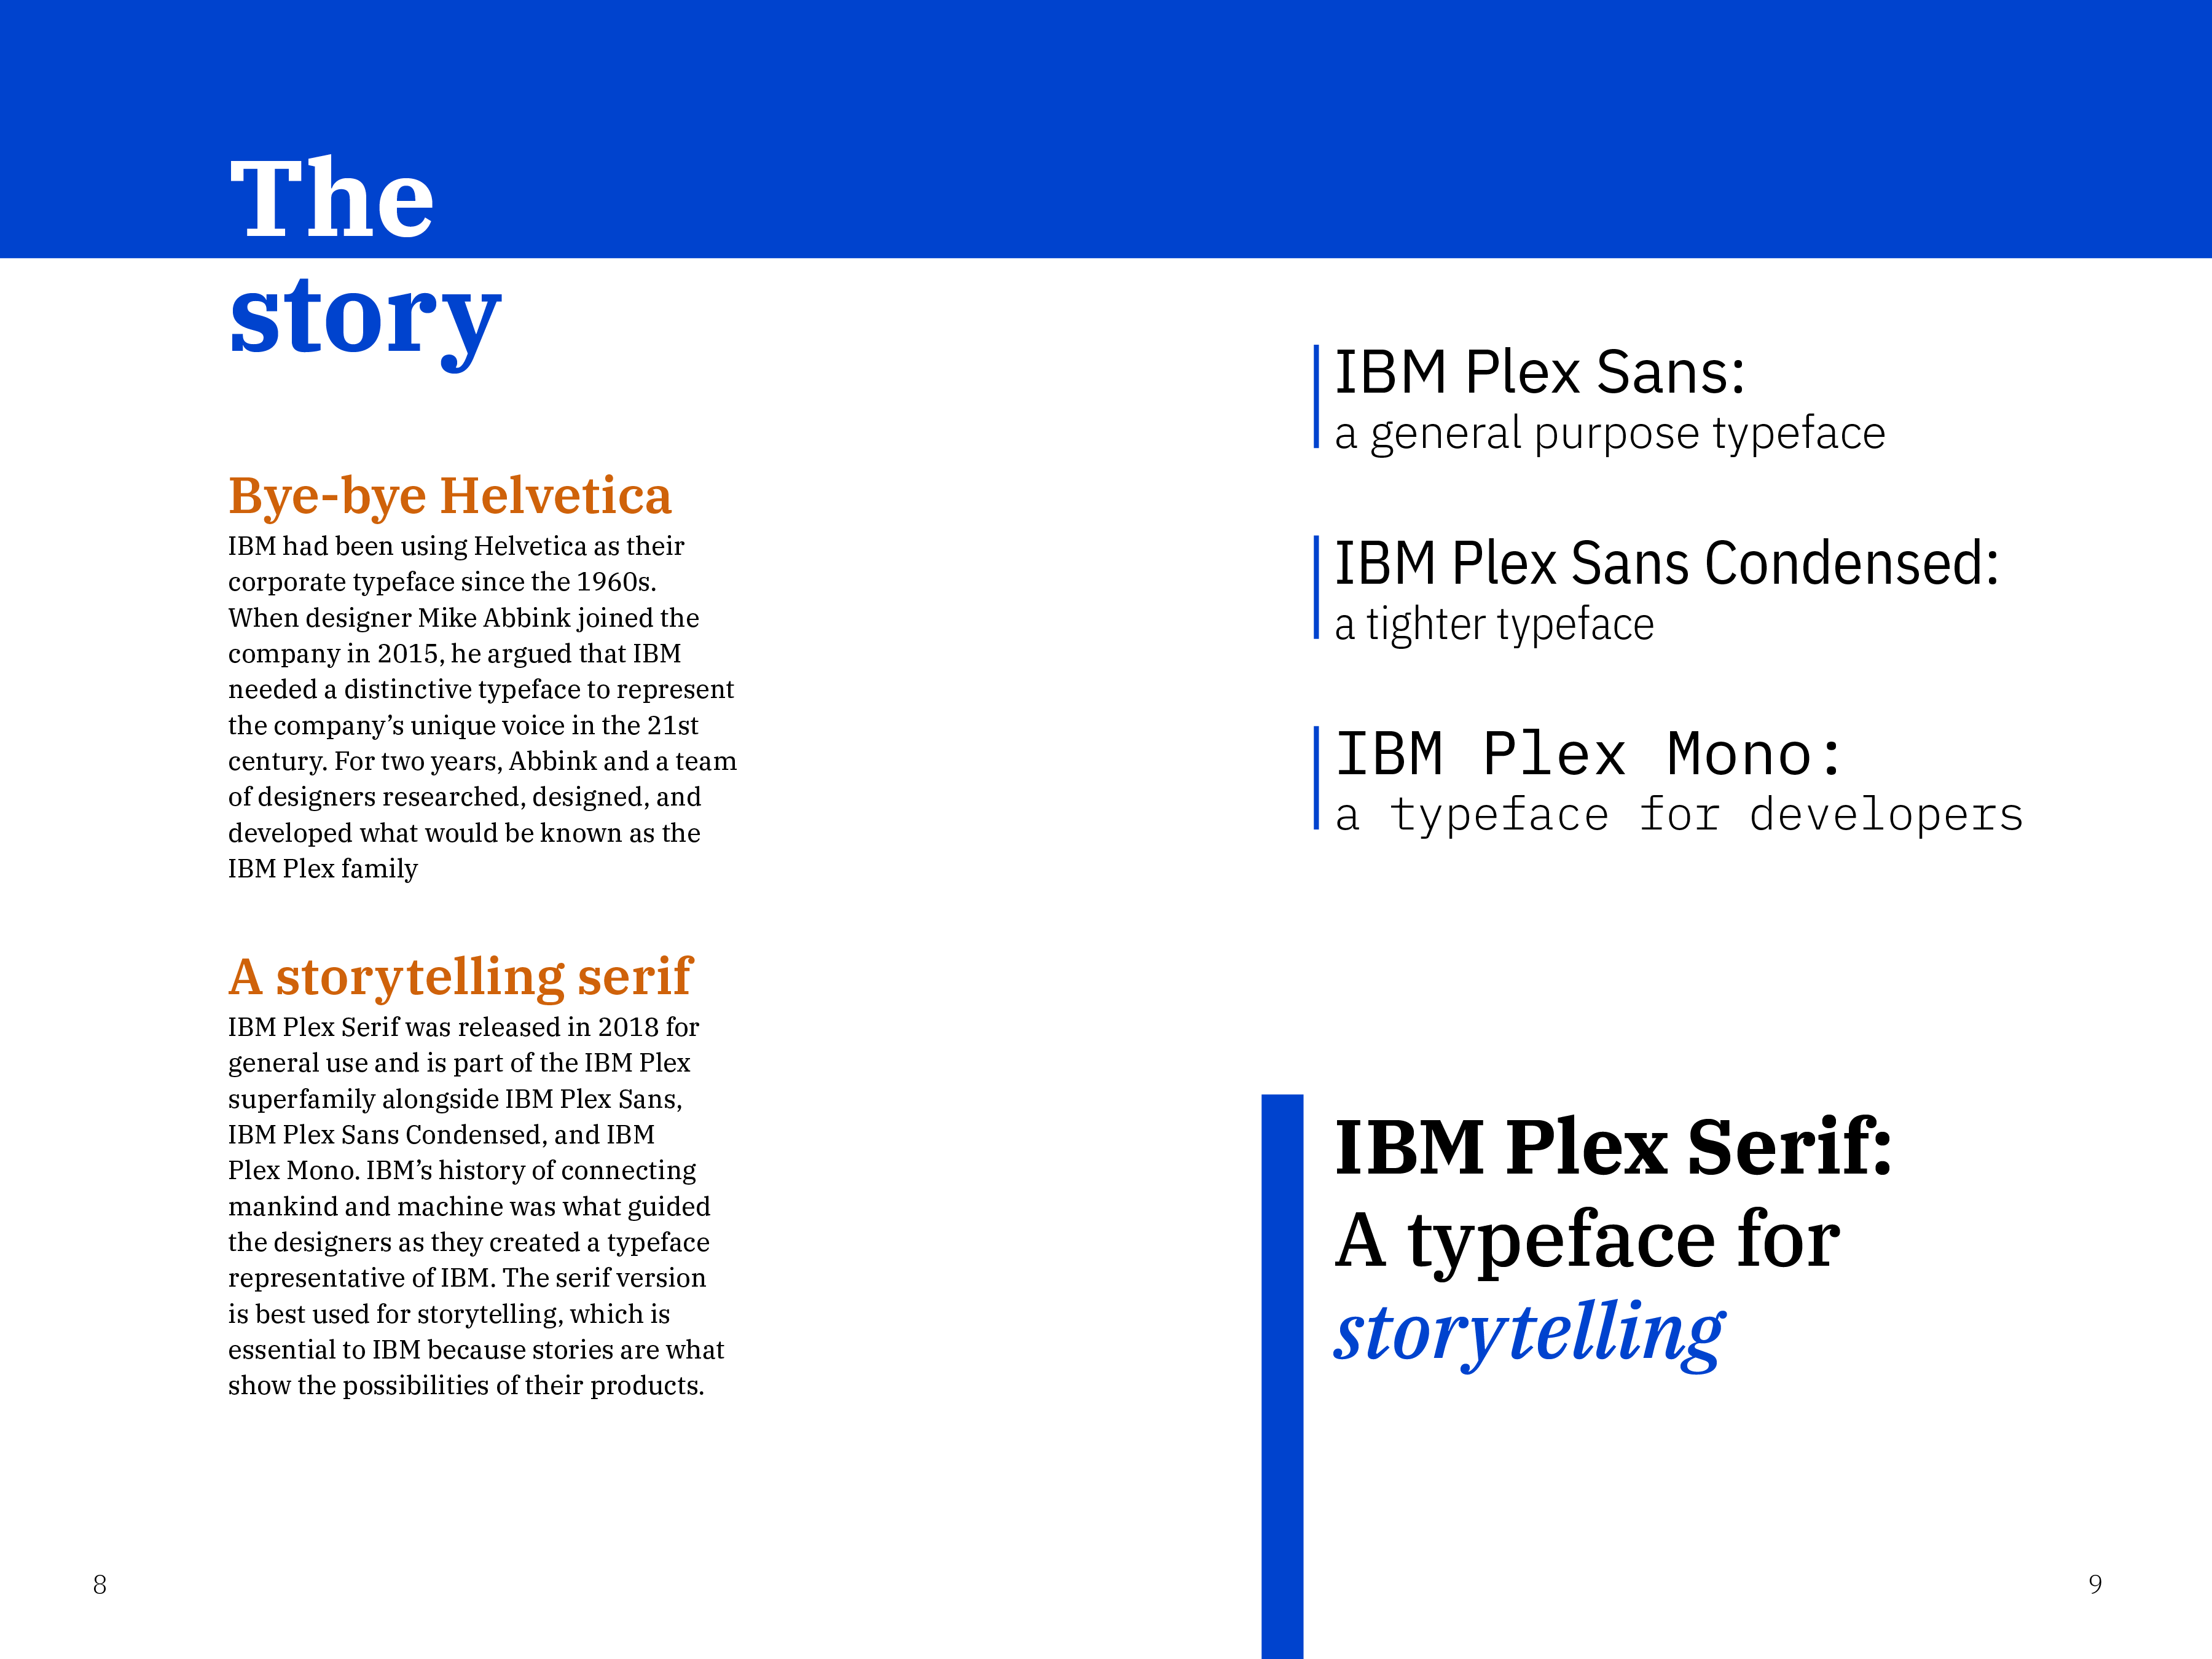 The
story
Bye-bye Helvetica
IBM had been using Helvetica as their
corporate typeface since the 1960s.
When designer Mike Abbink joined the
company in 2015, he argued that IBM
needed a distinctive typeface to represent
the company’s unique voice in the 21st
century. For two years, Abbink and a team
of designers researched, designed, and
developed what would be known as the
IBM Plex family
A storytelling serif
IBM Plex Serif was released in 2018 for
general use and is part of the IBM Plex
superfamily alongside IBM Plex Sans,
IBM Plex Sans Condensed, and IBM
Plex Mono. IBM’s history of connecting
mankind and machine was what guided
the designers as they created a typeface
representative of IBM. The serif version
is best used for storytelling, which is
essential to IBM because stories are what
show the possibilities of their products.
8
IBM Plex Sans:
a general purpose typeface
IBM Plex Sans Condensed:
a tighter typeface
IBM Plex Mono:
a typeface for developers
IBM Plex Serif:
A typeface for
storytelling
9